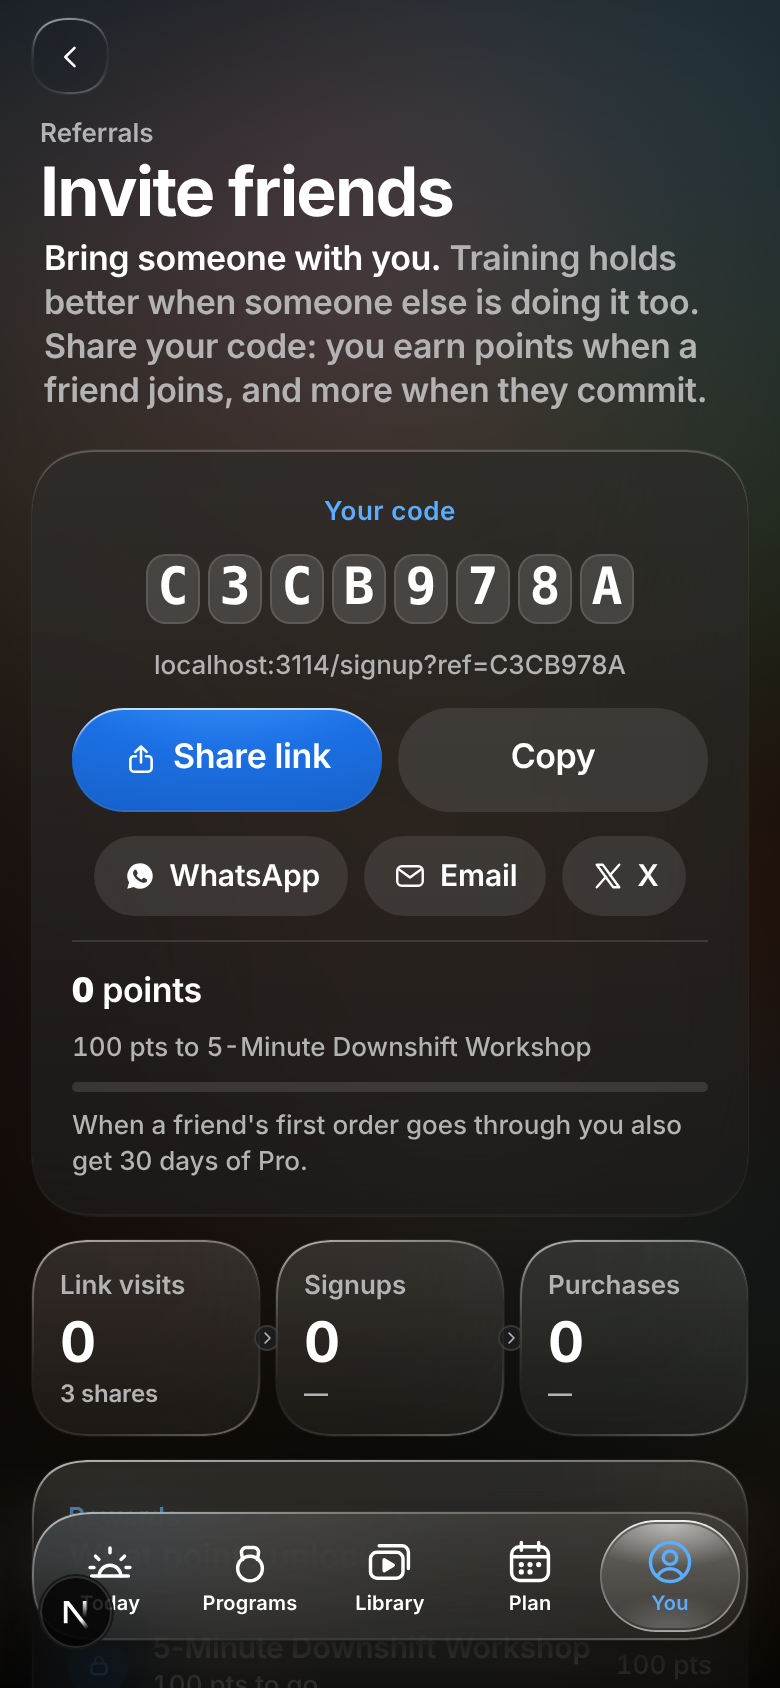 Referrals
Invite friends
Bring someone with you. Training holds
better when someone else is doing it too.
Share your code: you earn points when a
friend joins, and more when they commit.
Your code
C3CB978A
localhost:3114/signup?ref=C3CB978A
Share link
Copy
WhatsApp
Email
X
0 points
100 pts to 5-Minute Downshift Workshop
When a friend's first order goes through you also
get 30 days of Pro.
Link visits
0
3 shares
Signups
0
—
Purchases
0
—
Today
Programs
Library
Plan
You
N
5-Minute Downshift Workshop
100 pts to go
100 pts